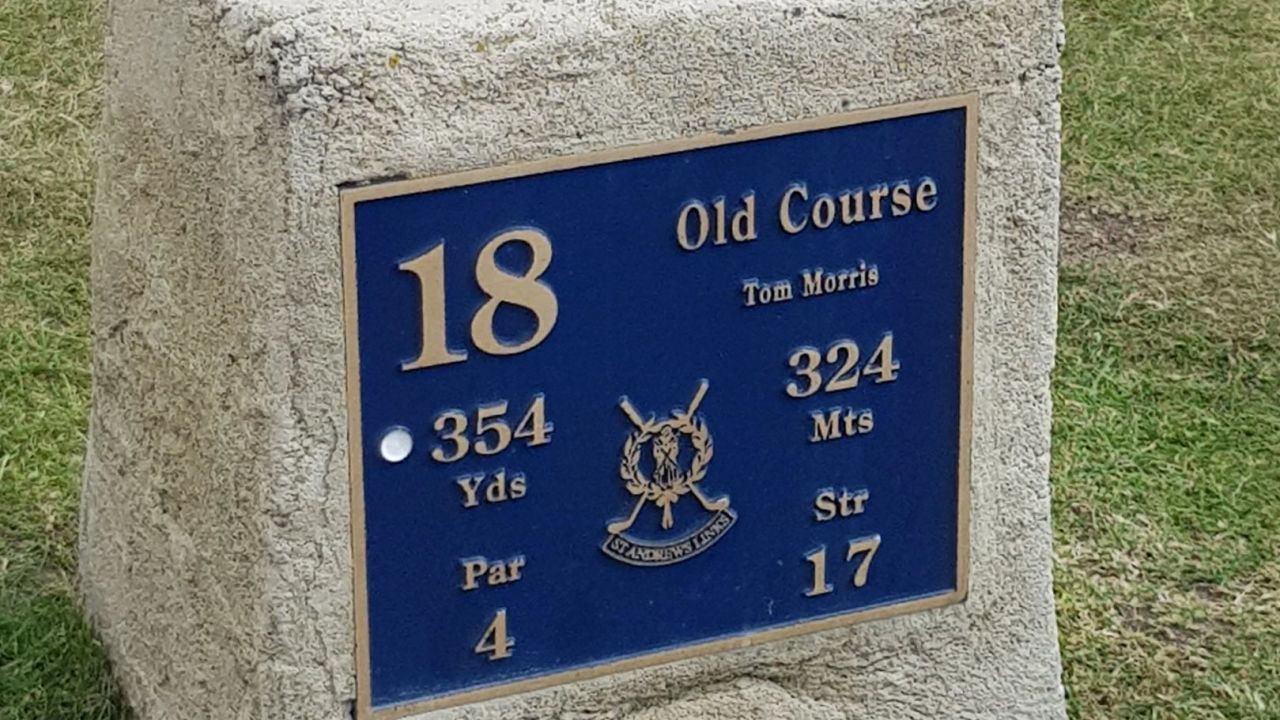 18
Old Course
Tom Morris
354
Yds
324
Mts
Par
4
Str
17
ST ANDREWS LINKS